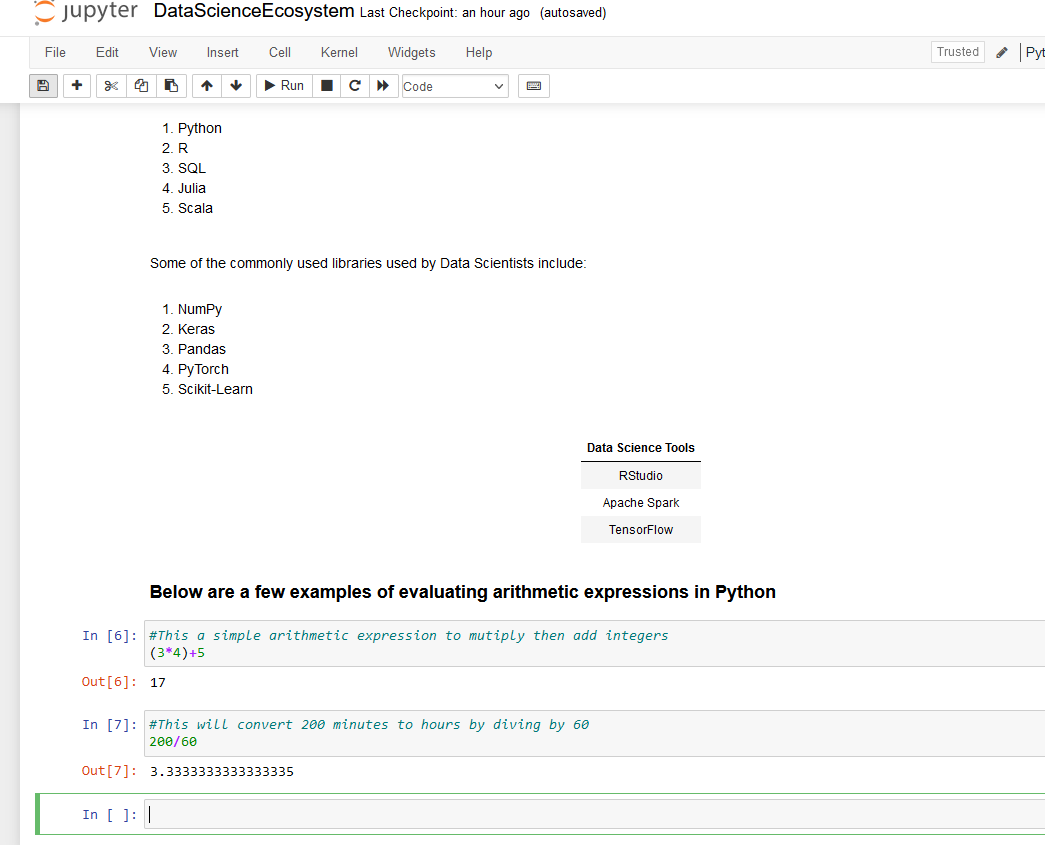 jupyter DataScienceEcosystem Last Checkpoint: an hour ago (autosaved)
File Edit View Insert Cell Kernel Widgets Help Trusted Pyt
Run Code
1. Python
2. R
3. SQL
4. Julia
5. Scala
Some of the commonly used libraries used by Data Scientists include:
1. NumPy
2. Keras
3. Pandas
4. PyTorch
5. Scikit-Learn
Data Science Tools
RStudio
Apache Spark
TensorFlow
Below are a few examples of evaluating arithmetic expressions in Python
In [6]: #This a simple arithmetic expression to mutiply then add integers
(3*4)+5
Out[6]: 17
In [7]: #This will convert 200 minutes to hours by diving by 60
200/60
Out[7]: 3.3333333333333335
In [ ]: